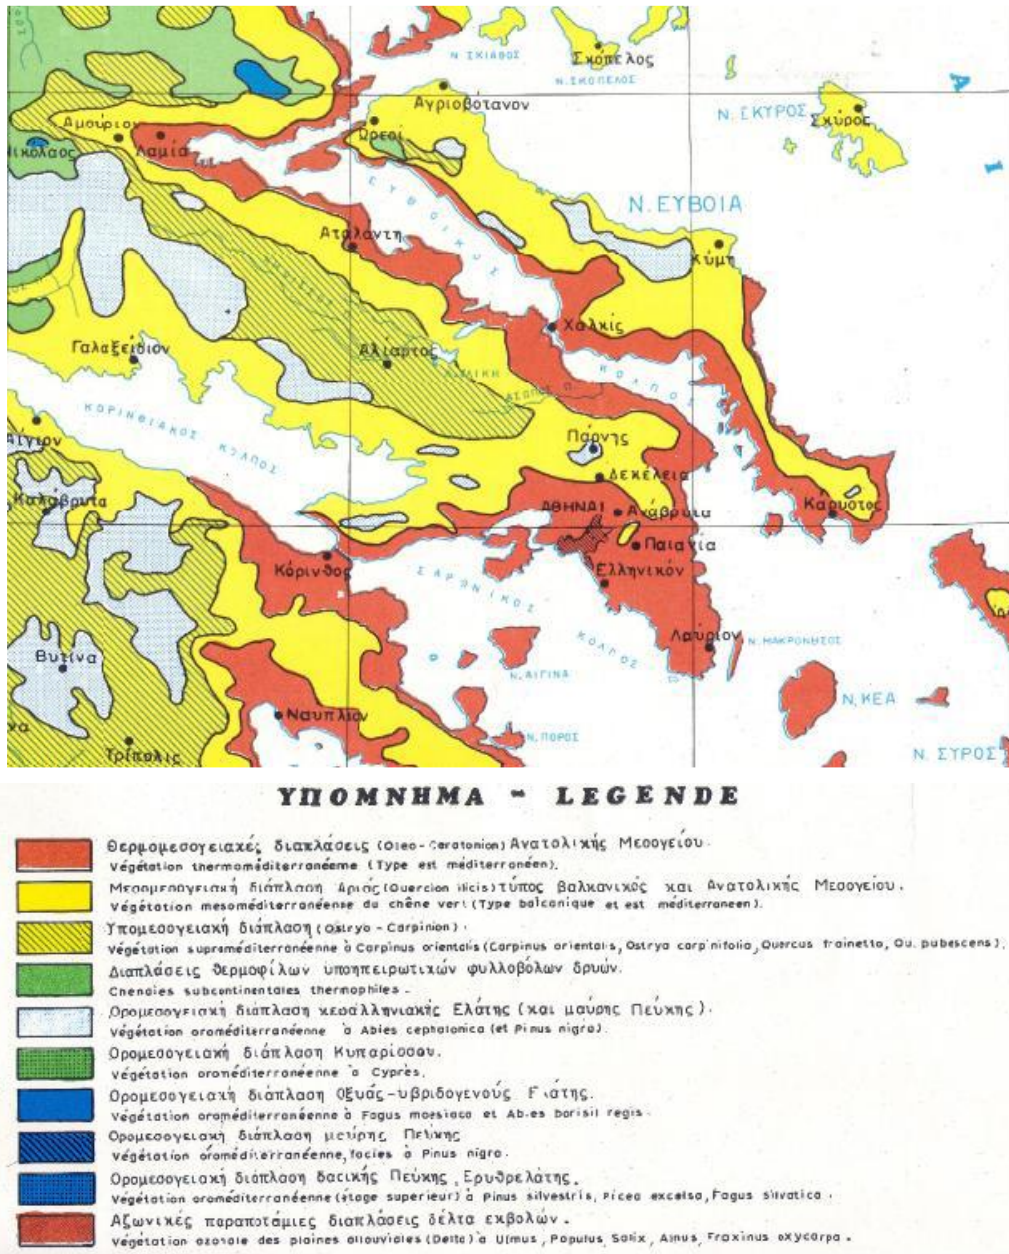 Ν. ΣΚΙΑΘΟΣ
Σκόπελος
Ν. ΣΚΟΠΕΛΟΣ
Αγριοβότανον
Α
Ν. ΣΚΥΡΟΣ
Σκύρος
Αμούριον
Ωρεοί
Νικόλαος
Λαμία
Ι
ΕΥΒΟΙΚΟΣ
Ν. ΕΥΒΟΙΑ
Αταλάντη
Κύμη
Χαλκίς
Γαλαξείδιον
Αλίαρτος
ΚΟΛΠΟΣ
ΑΣΩΠΟΣ Π.
ΚΟΡΙΝΘΙΑΚΟΣ ΚΟΛΠΟΣ
Αίγιον
Πάρνης
Δεκέλεια
Καλάβρυτα
ΑΘΗΝΑΙ
Ανάβρυτα
Κάρυστος
Παιανία
Κόρινθος
ΣΑΡΩΝΙΚΟΣ ΚΟΛΠΟΣ
Ελληνικόν
Λαύριον
Ν. ΜΑΚΡΟΝΗΣΟΣ
Βυτίνα
Ν. ΑΙΓΙΝΑ
Ν. ΚΕΑ
Ναύπλιον
Ν. ΠΟΡΟΣ
Τρίπολις
Ν. ΣΥΡΟΣ
ΥΠΟΜΝΗΜΑ - LEGENDE
Θερμομεσογειακές διαπλάσεις (Oleo-Ceratonion) Ανατολικής Μεσογείου.
Végétation thermoméditerranéenne (Type est méditerranéen).
Μεσομεσογειακή διάπλαση Αριάς (Quercion ilicis) τύπος βαλκανικός και Ανατολικής Μεσογείου.
Végétation mesoméditerranéense du chêne vert (Type balcanique et est méditerraneen).
Υπομεσογειακή διάπλαση (Ostryo-Carpinion).
Végétation supraméditerranéenne à Carpinus orientalis (Carpinus orientalis, Ostrya carpinifolia, Quercus frainetto, Qu. pubescens).
Διαπλάσεις θερμοφίλων υποηπειρωτικών φυλλοβόλων δρυών.
Chenaies subcontinentales thermophiles.
Ορομεσογειακή διάπλαση κεφαλληνιακής Ελάτης (και μαύρης Πεύκης).
Végétation oroméditerranéenne à Abies cephalonica (et Pinus nigra).
Ορομεσογειακή διάπλαση Κυπαρίσσου.
Végétation oroméditerranéenne à Cyprès.
Ορομεσογειακή διάπλαση Οξυάς-υβριδογενούς Ελάτης.
Végétation oroméditerranéenne à Fagus moesiaca et Abies borisii regis.
Ορομεσογειακή διάπλαση μαύρης Πεύκης
Végétation oroméditerranéenne, facies à Pinus nigra.
Ορομεσογειακή διάπλαση δασικής Πεύκης, Ερυθρελάτης.
Végétation oroméditerranéenne (étage superieur) à Pinus silvestris, Picea excelsa, Fagus silvatica.
Αζωνικές παραποτάμιες διαπλάσεις δέλτα εκβολών.
Végétation azonale des plaines alluviales (Delta) à Ulmus, Populus, Salix, Alnus, Fraxinus oxycarpa.